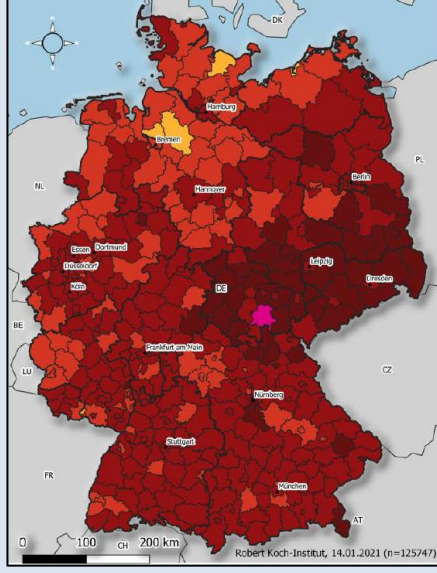 DK
Hamburg
Bremen
PL
Berlin
NL
Hannover
Essen
Dortmund
Düsseldorf
Leipzig
Köln
DE
Dresden
BE
Frankfurt am Main
LU
CZ
Nürnberg
Stuttgart
FR
München
AT
0 100 200 km
CH
Robert Koch-Institut, 14.01.2021 (n=125747)